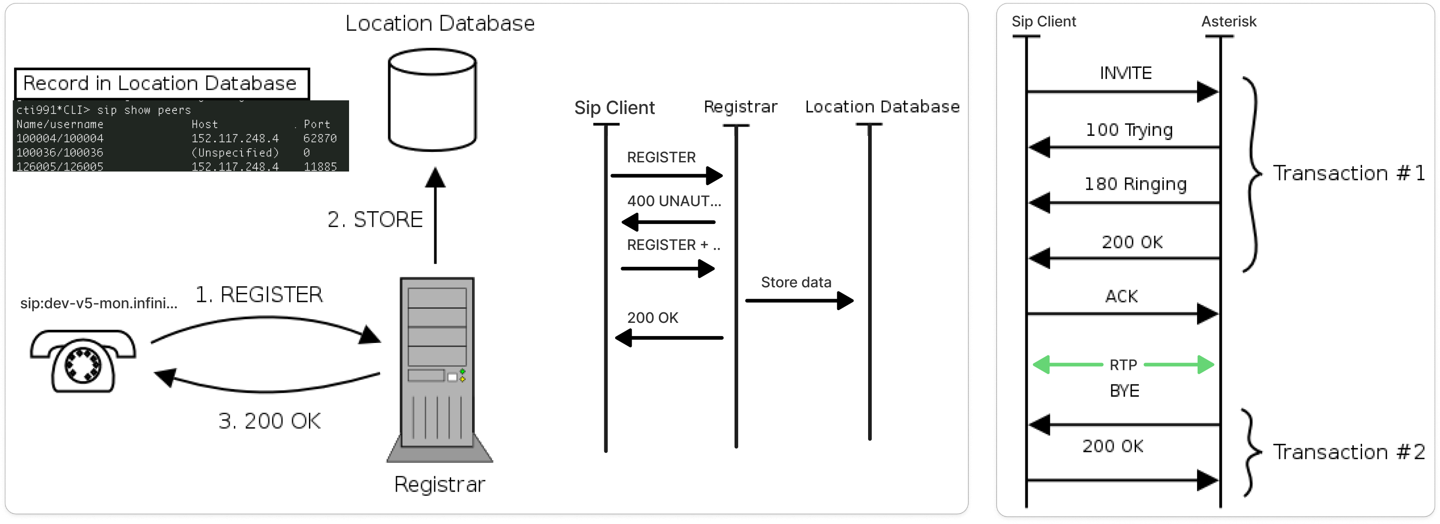 Location Database
Record in Location Database
cti991*CLI> sip show peers
Name/username Host . Port
100004/100004 152.117.248.4 62870
100036/100036 (Unspecified) 0
126005/126005 152.117.248.4 11885
2. STORE
sip:dev-v5-mon.infini...
1. REGISTER
3. 200 OK
Registrar
Sip Client Registrar Location Database
REGISTER
400 UNAUT...
REGISTER + ..
Store data
200 OK
Sip Client Asterisk
INVITE
100 Trying
Transaction #1
180 Ringing
200 OK
ACK
RTP
BYE
Transaction #2
200 OK